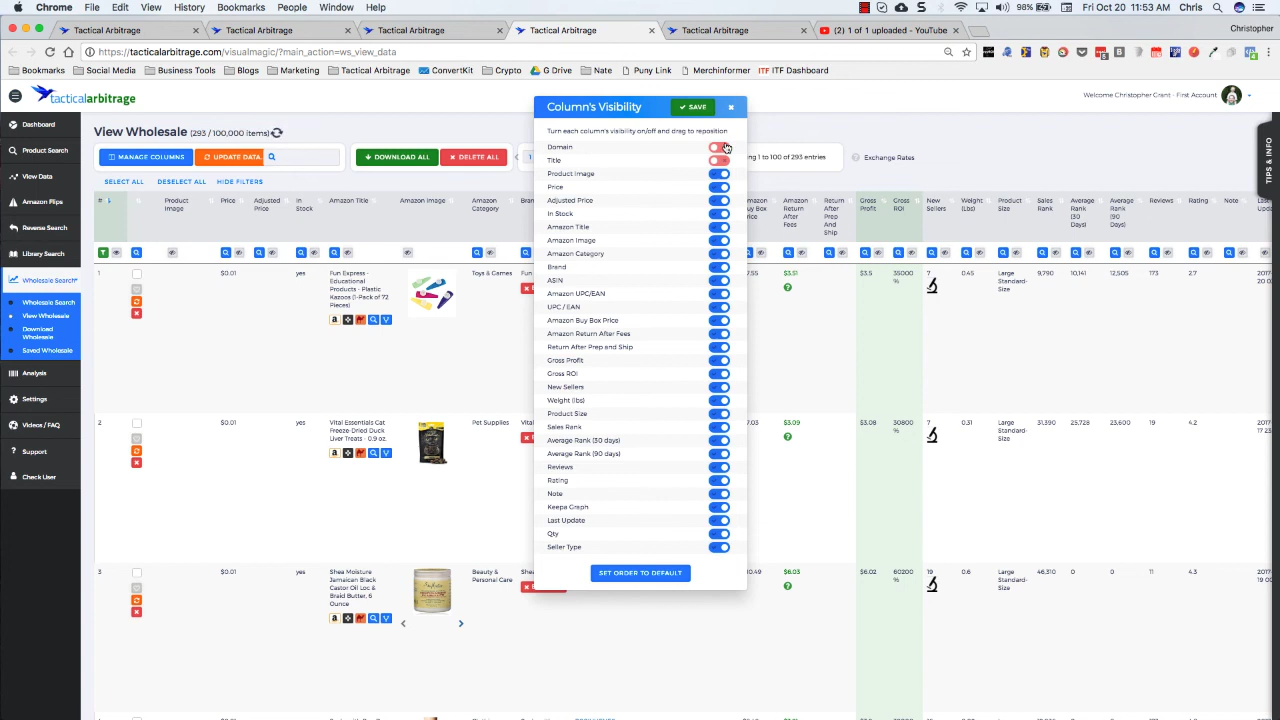 Chrome File Edit View History Bookmarks People Window Help 98% Fri Oct 20 11:53 AM Chris
Tactical Arbitrage Tactical Arbitrage Tactical Arbitrage Tactical Arbitrage Tactical Arbitrage (2) 1 of 1 uploaded - YouTube Christopher
https://tacticalarbitrage.com/visualmagic/?main_action=ws_view_data
Bookmarks Social Media Blogs Marketing Tactical Arbitrage ConvertKit Crypto Nate Puny Link Merchinformer ITF ITF Dashboard
tacticalarbitrage Welcome Christopher Grant - First Account
Dashboard
Product Search
View Data
Amazon Flips
Reverse Search
Library Search
Wholesale Search
Wholesale Search
View Wholesale
Download
Wholesale
Saved Wholesale
Analysis
Settings
Videos / FAQ
Support
Check User
View Wholesale (293 / 100,000 items)
MANAGE COLUMNS UPDATE DATA DOWNLOAD ALL DELETE ALL 1 ing 1 to 100 of 293 entries Exchange Rates
TIPS & INFO
SELECT ALL DESELECT ALL HIDE FILTERS
# Product
Image Price Adjusted
Price In
Stock Amazon Title Amazon Image Amazon
Category
Buy Box
Price Amazon
Return
After
Fees Return
After
Prep
And
Ship Gross
Profit Gross
ROI New
Sellers Weight
(Lbs) Product
Size Sales
Rank Average
Rank
(30
Days) Average
Rank
(90
Days) Reviews Rating Note
Column's Visibility SAVE
Turn each column's visibility on/off and drag to reposition
Domain
Title
Product Image
Price
Adjusted Price
In Stock
Amazon Title
Amazon Image
Amazon Category
Brand
ASIN
Amazon UPC/EAN
UPC / EAN
Amazon Buy Box Price
Amazon Return After Fees
Return After Prep and Ship
Gross Profit
Gross ROI
New Sellers
Weight (lbs)
Product Size
Sales Rank
Average Rank (30 days)
Average Rank (90 days)
Reviews
Rating
Note
Keepa Graph
Last Update
Qty
Seller Type
SET ORDER TO DEFAULT
1 $0.01 yes Fun Express -
Educational
Products - Plastic
Kazoos (1-Pack of 72
Pieces) Toys & Games Fun $3.51 $3.5 35000
% 7 0.45 Large
Standard-
Size 9,790 10,141 12,505 173 2.7
2 $0.01 yes Vital Essentials Cat
Freeze-Dried Duck
Liver Treats - 0.9 oz. Pet Supplies $3.09 $3.08 30800
% 2 0.1 Large
Standard-
Size 31,390 25,728 23,600 19 4.2
3 $0.01 yes Shea Moisture
Jamaican Black
Castor Oil Loc &
Braid Butter, 6
Ounce Beauty &
Personal Care $6.03 $6.02 60200
% 19 0.6 Large
Standard-
Size 46,310 0 0 11 4.3